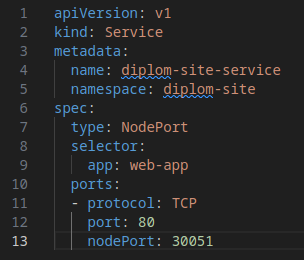 1 apiVersion: v1
2 kind: Service
3 metadata:
4   name: diplom-site-service
5   namespace: diplom-site
6 spec:
7   type: NodePort
8   selector:
9     app: web-app
10   ports:
11   - protocol: TCP
12     port: 80
13     nodePort: 30051